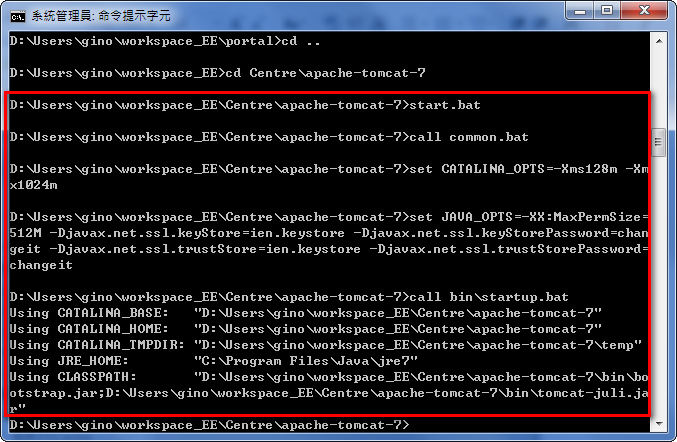 系統管理員: 命令提示字元
D:\Users\gino\workspace_EE\portal>cd ..
D:\Users\gino\workspace_EE>cd Centre\apache-tomcat-7
D:\Users\gino\workspace_EE\Centre\apache-tomcat-7>start.bat
D:\Users\gino\workspace_EE\Centre\apache-tomcat-7>call common.bat
D:\Users\gino\workspace_EE\Centre\apache-tomcat-7>set CATALINA_OPTS=-Xms128m -Xm
x1024m
D:\Users\gino\workspace_EE\Centre\apache-tomcat-7>set JAVA_OPTS=-XX:MaxPermSize=
512M -Djavax.net.ssl.keyStore=ien.keystore -Djavax.net.ssl.keyStorePassword=chan
geit -Djavax.net.ssl.trustStore=ien.keystore -Djavax.net.ssl.trustStorePassword=
changeit
D:\Users\gino\workspace_EE\Centre\apache-tomcat-7>call bin\startup.bat
Using CATALINA_BASE:   "D:\Users\gino\workspace_EE\Centre\apache-tomcat-7"
Using CATALINA_HOME:   "D:\Users\gino\workspace_EE\Centre\apache-tomcat-7"
Using CATALINA_TMPDIR: "D:\Users\gino\workspace_EE\Centre\apache-tomcat-7\temp"
Using JRE_HOME:        "C:\Program Files\Java\jre7"
Using CLASSPATH:       "D:\Users\gino\workspace_EE\Centre\apache-tomcat-7\bin\bo
otstrap.jar;D:\Users\gino\workspace_EE\Centre\apache-tomcat-7\bin\tomcat-juli.ja
r"
D:\Users\gino\workspace_EE\Centre\apache-tomcat-7>